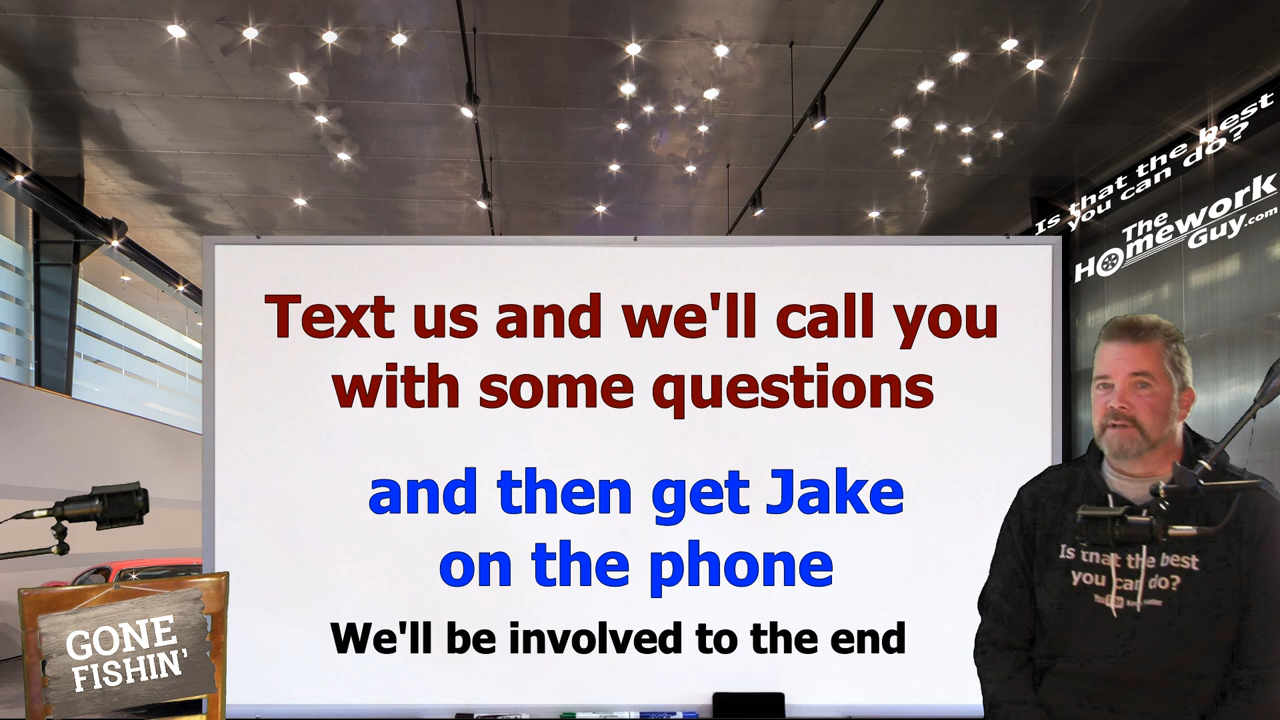 Is that the best
you can do?
The
Homework
Guy.com
Text us and we'll call you
with some questions
and then get Jake
on the phone
We'll be involved to the end
Is that the best
you can do?
GONE
FISHIN'